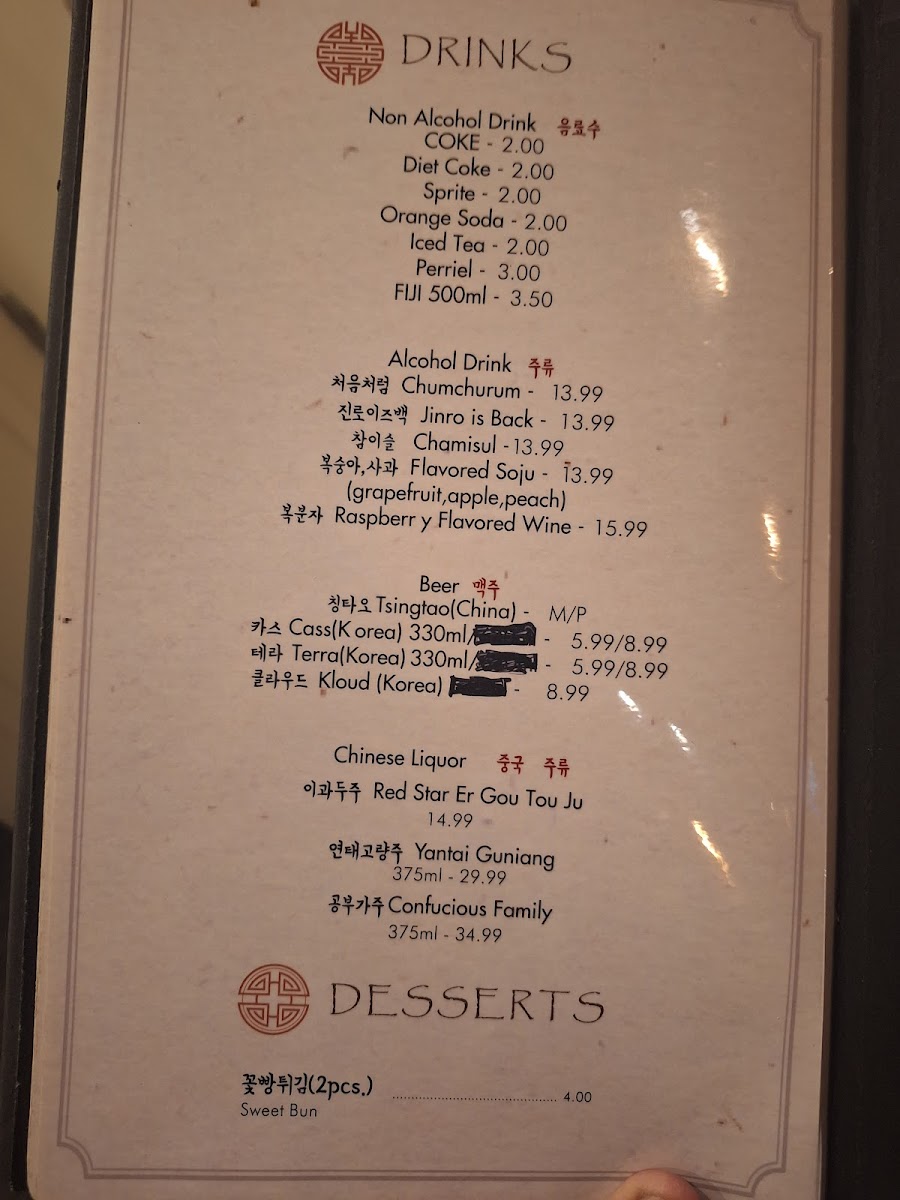 DRINKS
Non Alcohol Drink 음료수
COKE - 2.00
Diet Coke - 2.00
Sprite - 2.00
Orange Soda - 2.00
Iced Tea - 2.00
Perriel - 3.00
FIJI 500ml - 3.50
Alcohol Drink 주류
처음처럼 Chumchurum - 13.99
진로이즈백 Jinro is Back - 13.99
참이슬 Chamisul -13.99
복숭아,사과 Flavored Soju - 13.99
(grapefruit,apple,peach)
복분자 Raspberr y Flavored Wine - 15.99
Beer 맥주
칭타오 Tsingtao(China) - M/P
카스 Cass(K orea) 330ml/ - 5.99/8.99
테라 Terra(Korea) 330ml/ - 5.99/8.99
클라우드 Kloud (Korea) - 8.99
Chinese Liquor 중국 주류
이과두주 Red Star Er Gou Tou Ju
14.99
연태고량주 Yantai Guniang
375ml - 29.99
공부가주 Confucious Family
375ml - 34.99
DESSERTS
꽃빵튀김(2pcs.) ........................................... 4.00
Sweet Bun